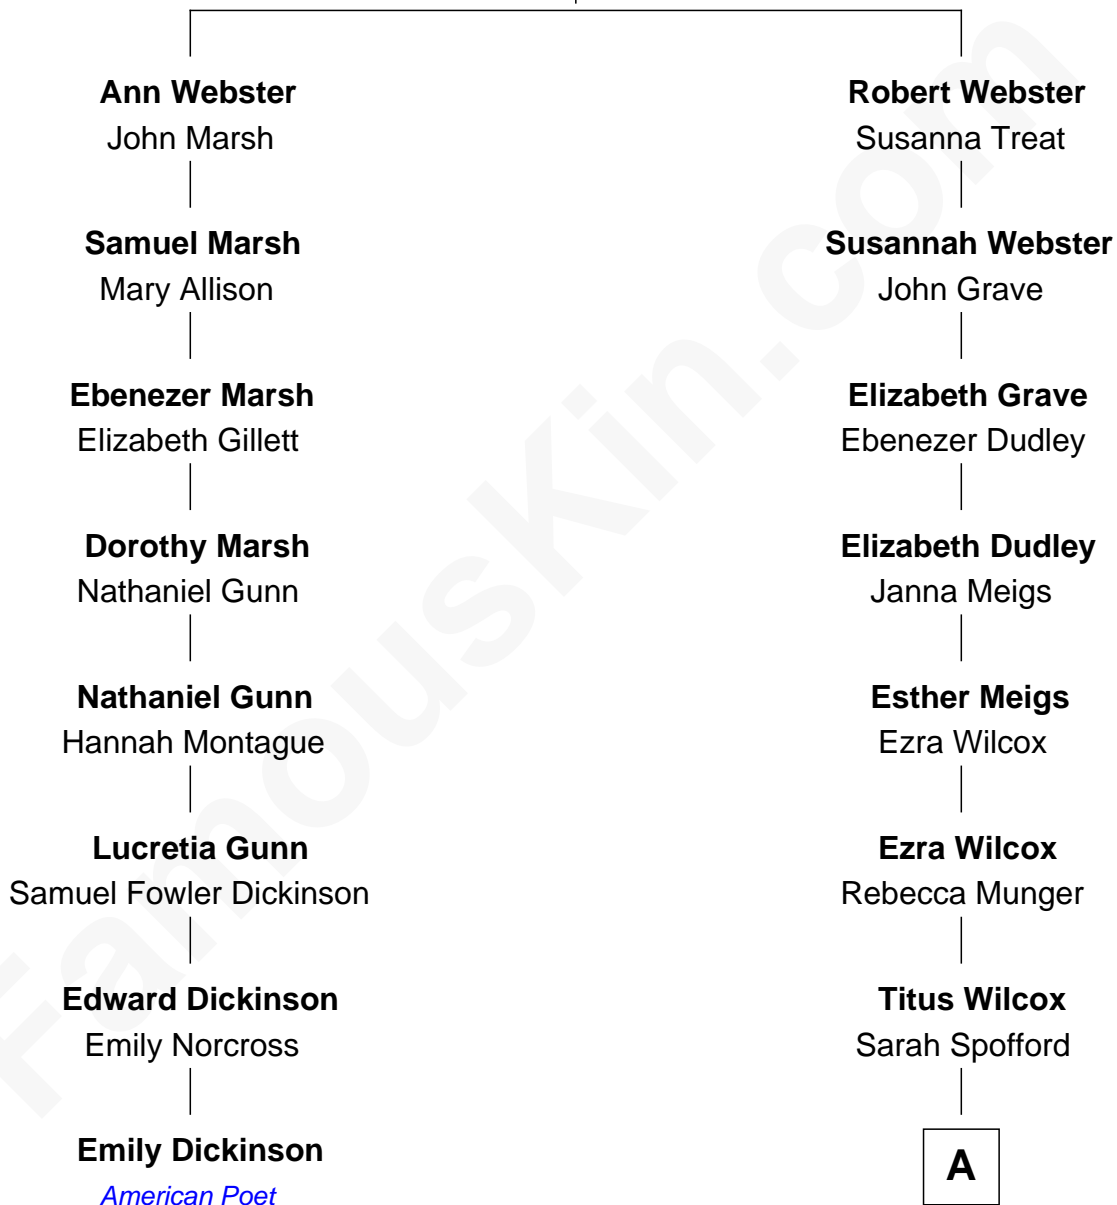 Ann Webster
John Marsh
Samuel Marsh
Mary Allison
Ebenezer Marsh
Elizabeth Gillett
Dorothy Marsh
Nathaniel Gunn
Nathaniel Gunn
Hannah Montague
Lucretia Gunn
Samuel Fowler Dickinson
Edward Dickinson
Emily Norcross
Emily Dickinson
American Poet
Robert Webster
Susanna Treat
Susannah Webster
John Grave
Elizabeth Grave
Ebenezer Dudley
Elizabeth Dudley
Janna Meigs
Esther Meigs
Ezra Wilcox
Ezra Wilcox
Rebecca Munger
Titus Wilcox
Sarah Spofford
A
FamousKin.com